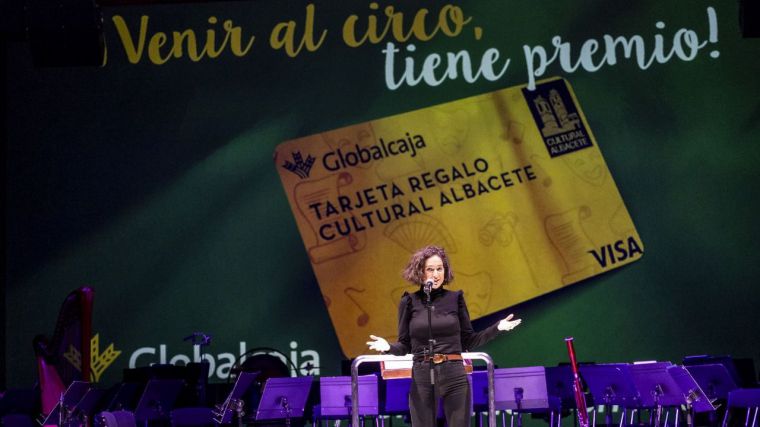 ¡Venir al circo,
tiene premio!
Globalcaja
TARJETA REGALO
CULTURAL ALBACETE
CULTURAL
ALBACETE
VISA
Globalcaja